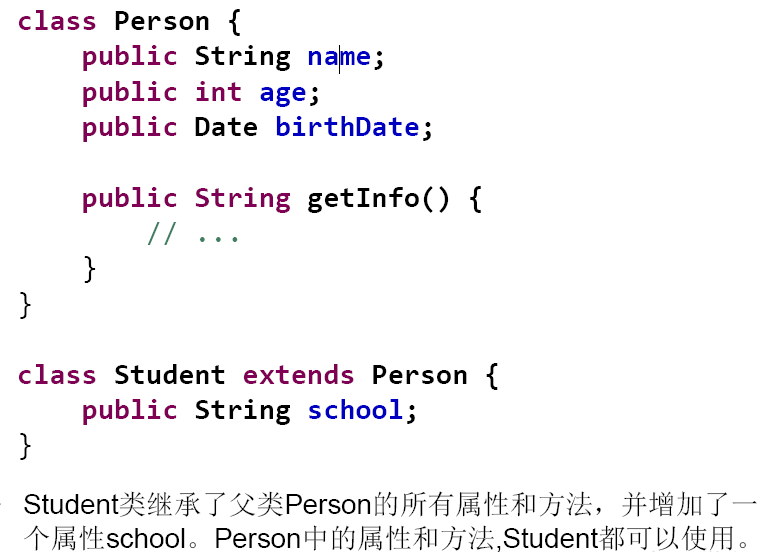 class Person {
    public String name;
    public int age;
    public Date birthDate;

    public String getInfo() {
        // ...
    }
}

class Student extends Person {
    public String school;
}
Student类继承了父类Person的所有属性和方法，并增加了一
个属性school。Person中的属性和方法,Student都可以使用。